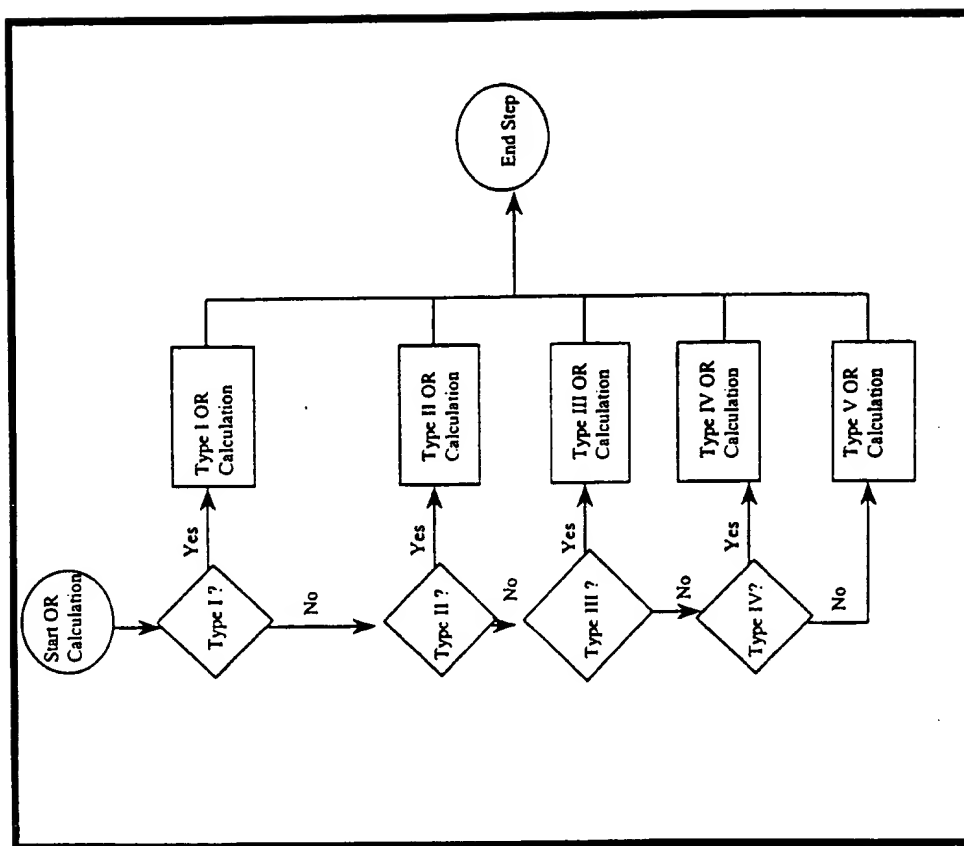 Start OR
Calculation
Type I ?
Yes
No
Type I OR
Calculation
Type II ?
Yes
No
Type II OR
Calculation
Type III ?
Yes
No
Type III OR
Calculation
Type IV?
Yes
No
Type IV OR
Calculation
Type V OR
Calculation
End Step